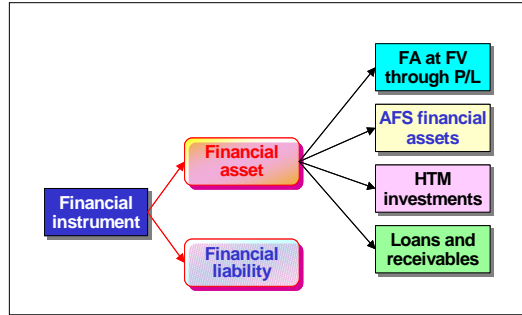 Financial
instrument
Financial
asset
Financial
liability
FA at FV
through P/L
AFS financial
assets
HTM
investments
Loans and
receivables